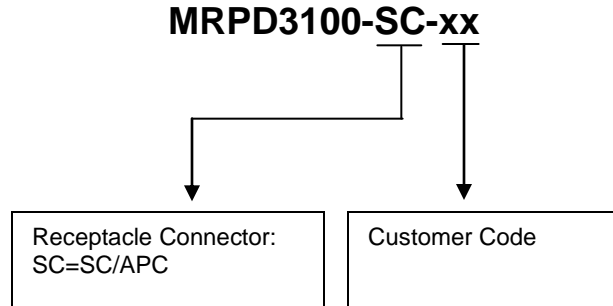 MRPD3100-SC-xx
Receptacle Connector:
SC=SC/APC
Customer Code